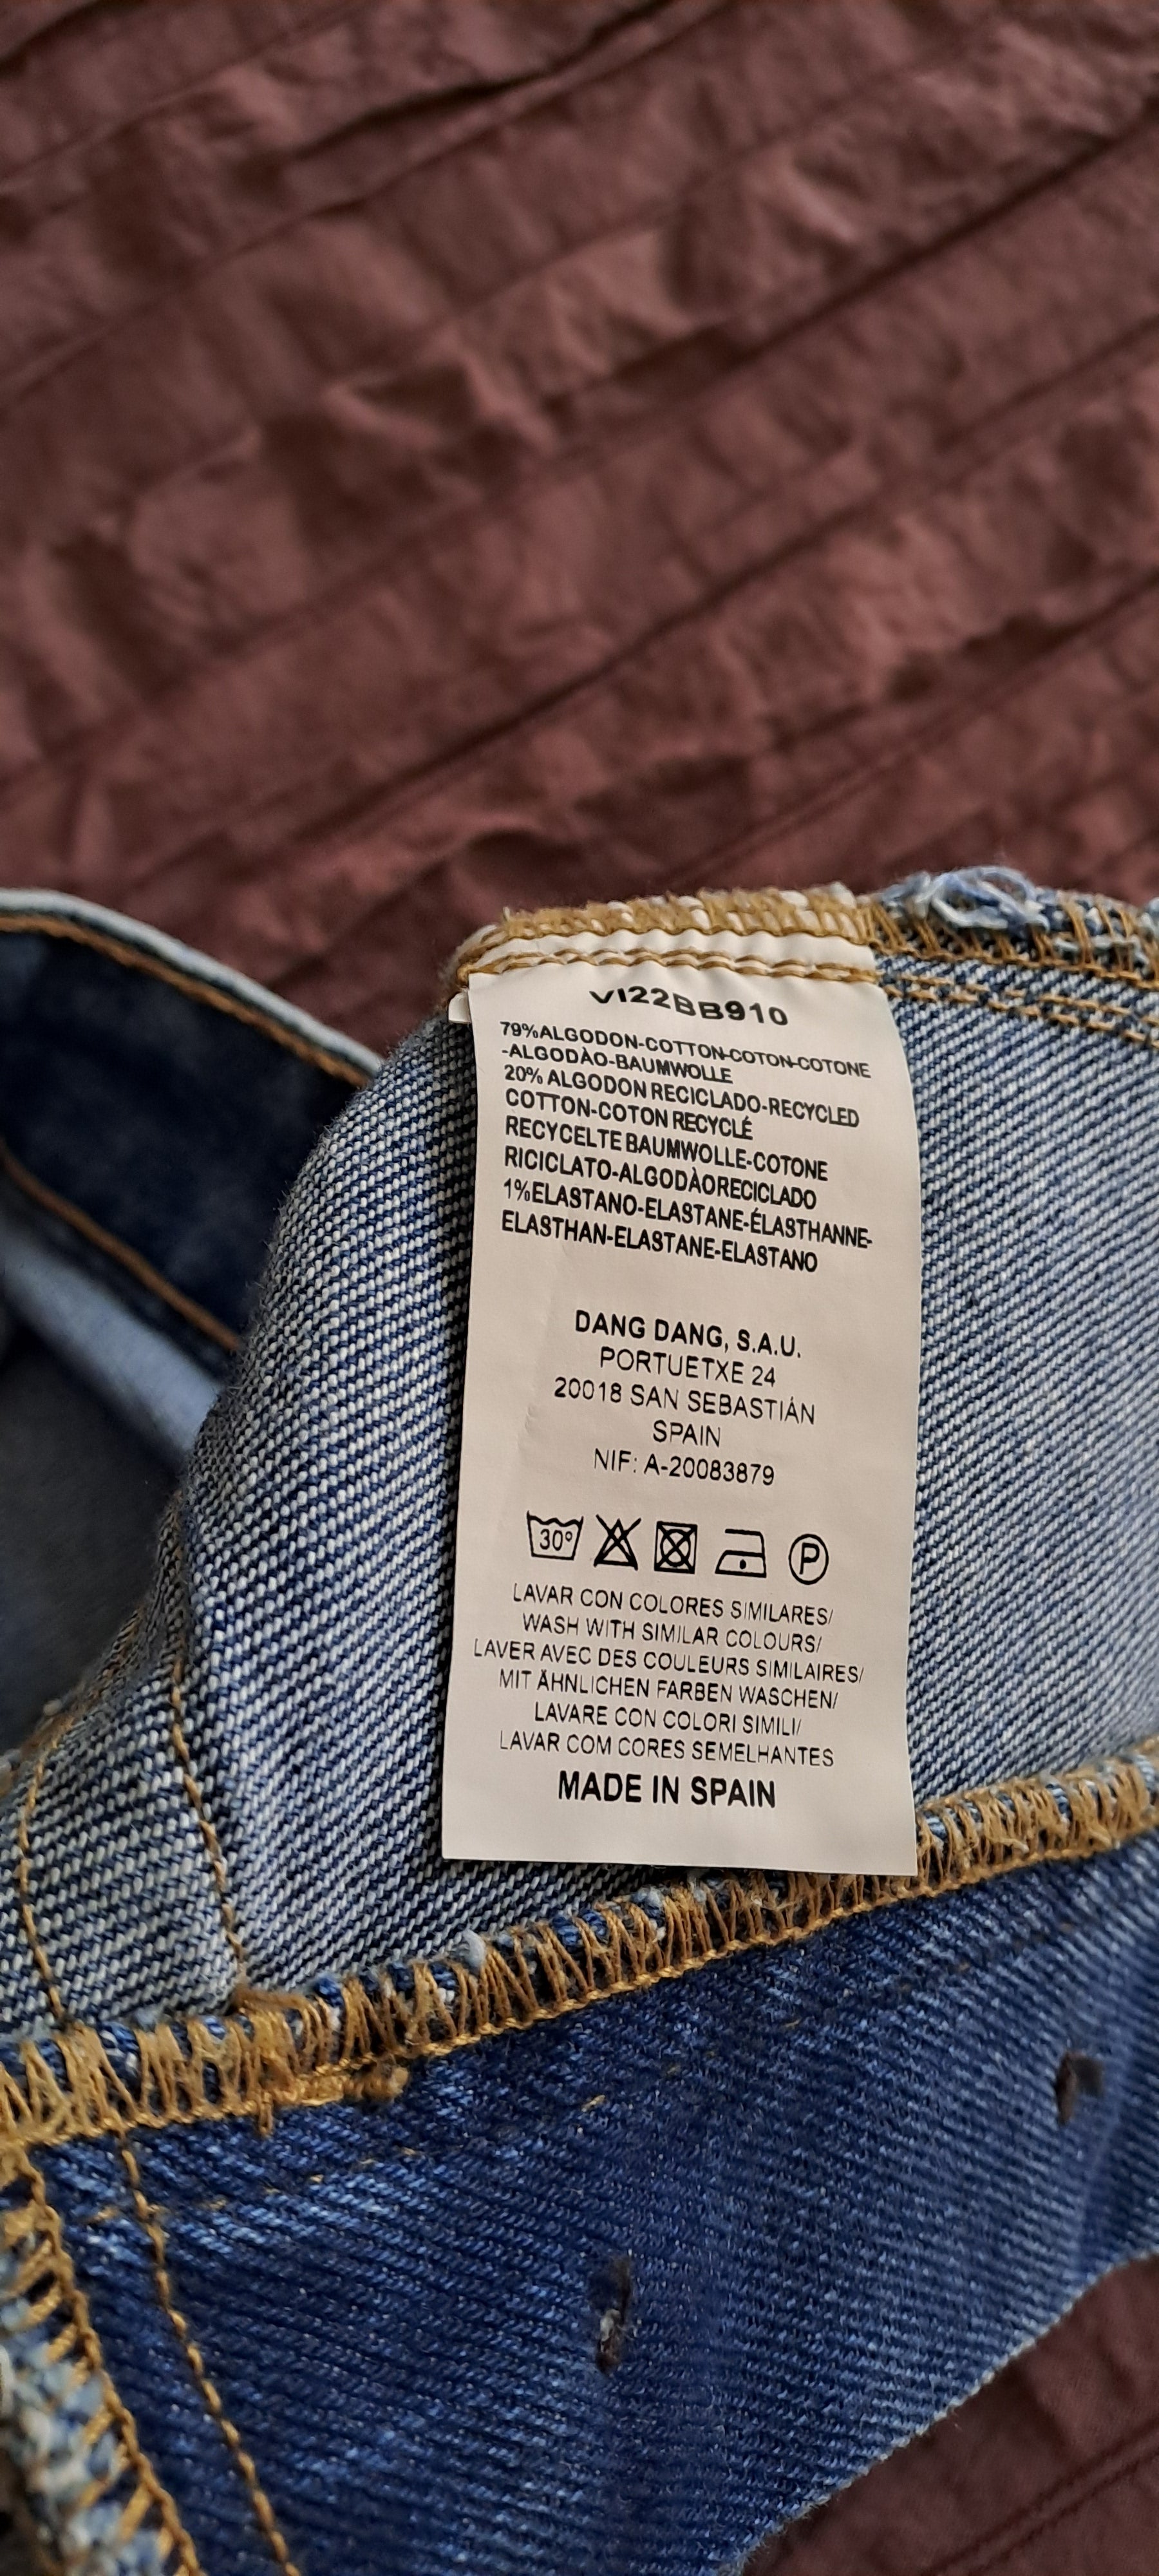 VI22BB910
79%ALGODON-COTTON-COTON-COTONE
-ALGODÀO-BAUMWOLLE
20% ALGODON RECICLADO-RECYCLED
COTTON-COTON RECYCLÉ
RECYCELTE BAUMWOLLE-COTONE
RICICLATO-ALGODÀORECICLADO
1%ELASTANO-ELASTANE-ÉLASTHANNE-
ELASTHAN-ELASTANE-ELASTANO
DANG DANG, S.A.U.
PORTUETXE 24
20018 SAN SEBASTIÁN
SPAIN
NIF: A-20083879
30° P
LAVAR CON COLORES SIMILARES/
WASH WITH SIMILAR COLOURS/
LAVER AVEC DES COULEURS SIMILAIRES/
MIT ÄHNLICHEN FARBEN WASCHEN/
LAVARE CON COLORI SIMILI/
LAVAR COM CORES SEMELHANTES
MADE IN SPAIN